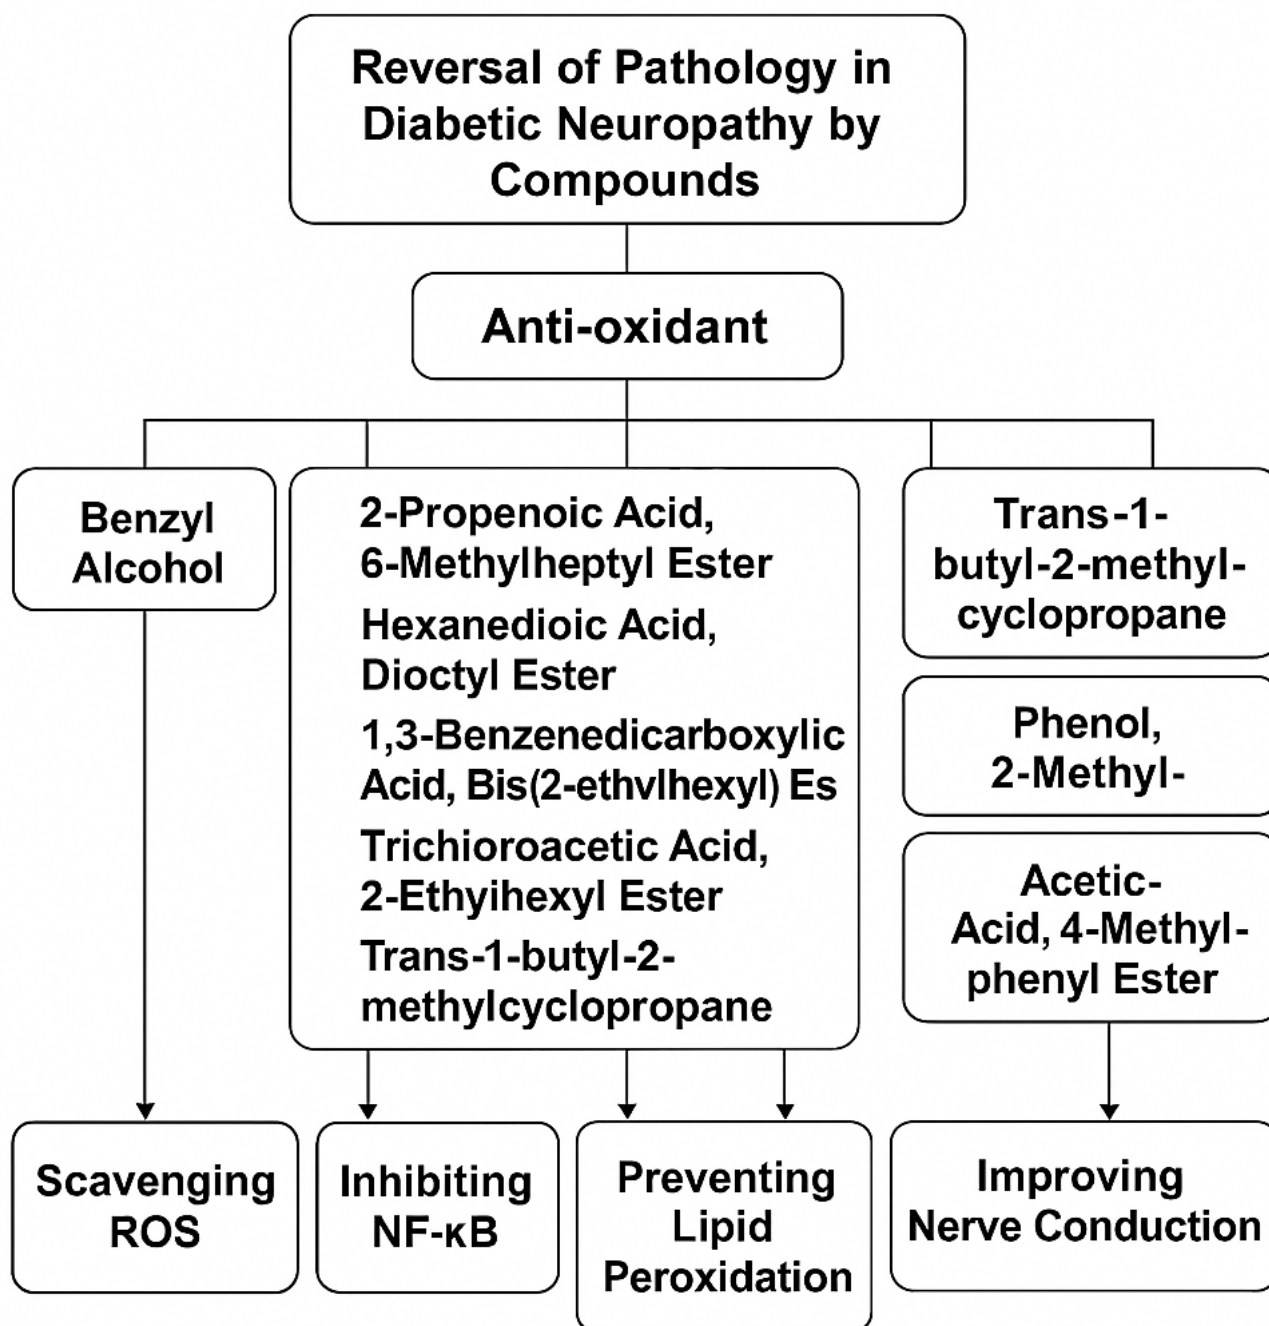 Reversal of Pathology in
Diabetic Neuropathy by
Compounds
Anti-oxidant
Benzyl
Alcohol
2-Propenoic Acid,
6-Methylheptyl Ester
Hexanedioic Acid,
Dioctyl Ester
1,3-Benzenedicarboxylic
Acid, Bis(2-ethvlhexyl) Es
Trichioroacetic Acid,
2-Ethyihexyl Ester
Trans-1-butyl-2-
methylcyclopropane
Trans-1-
butyl-2-methyl-
cyclopropane
Phenol,
2-Methyl-
Acetic-
Acid, 4-Methyl-
phenyl Ester
Scavenging
ROS
Inhibiting
NF-κB
Preventing
Lipid
Peroxidation
Improving
Nerve Conduction